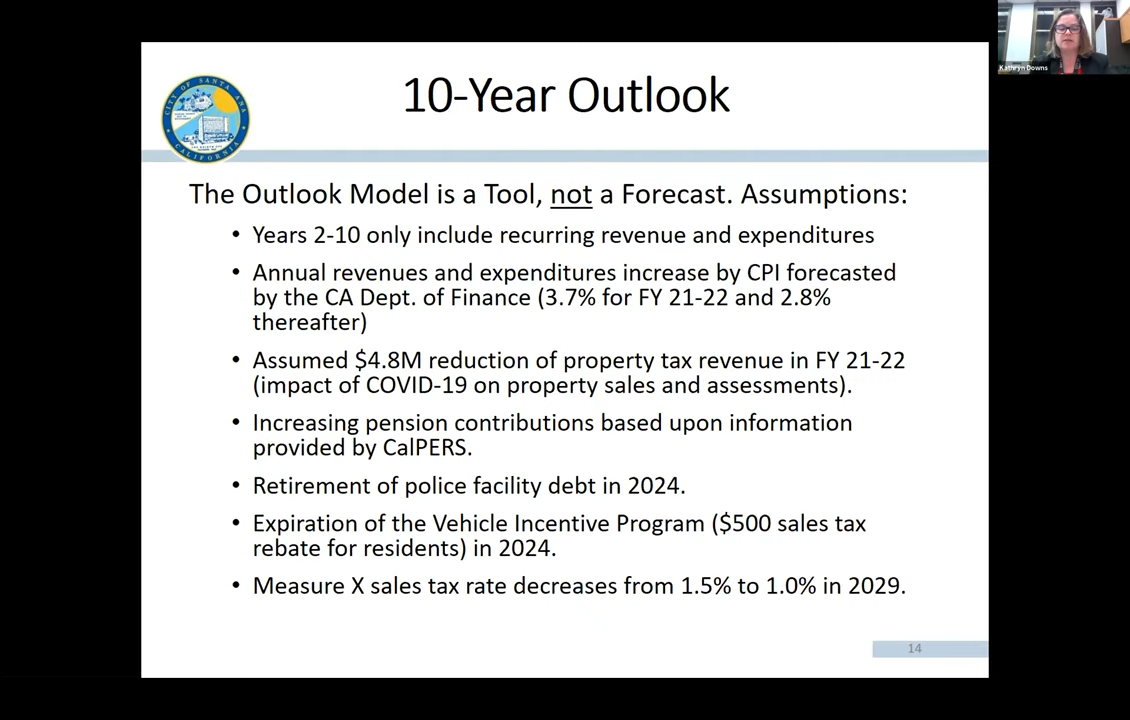 Kathryn Downs
CITY OF SANTA ANA
CALIFORNIA
10-Year Outlook
The Outlook Model is a Tool, not a Forecast. Assumptions:
• Years 2-10 only include recurring revenue and expenditures
• Annual revenues and expenditures increase by CPI forecasted
by the CA Dept. of Finance (3.7% for FY 21-22 and 2.8%
thereafter)
• Assumed $4.8M reduction of property tax revenue in FY 21-22
(impact of COVID-19 on property sales and assessments).
• Increasing pension contributions based upon information
provided by CalPERS.
• Retirement of police facility debt in 2024.
• Expiration of the Vehicle Incentive Program ($500 sales tax
rebate for residents) in 2024.
• Measure X sales tax rate decreases from 1.5% to 1.0% in 2029.
14